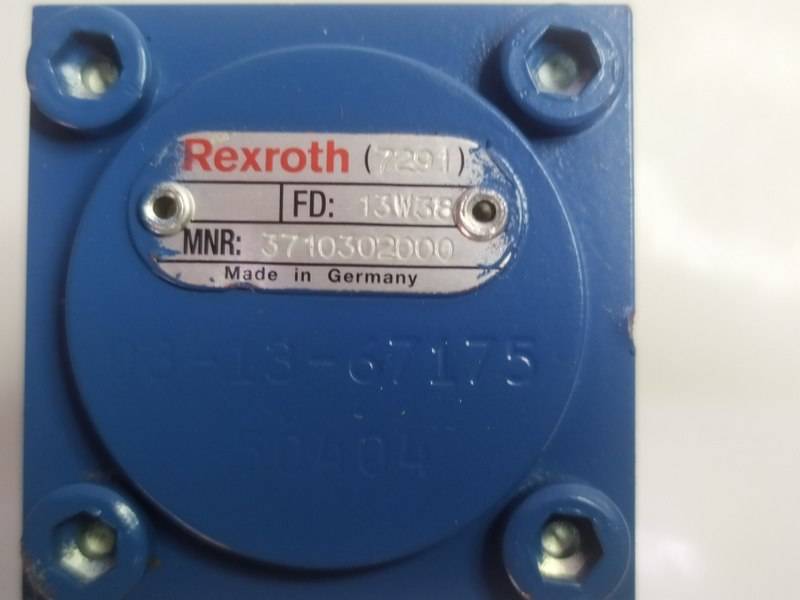 Rexroth (7291)
FD: 13W38
MNR: 3710302000
Made in Germany
-13-67175
0404